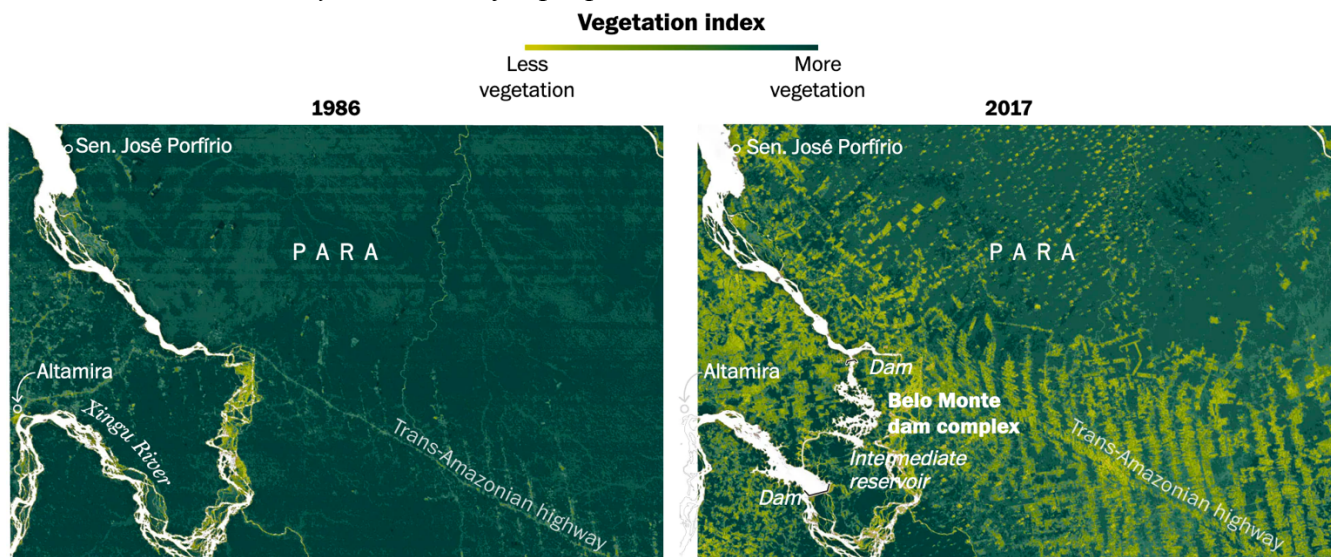 Vegetation index
Less
vegetation
More
vegetation
1986
Sen. José Porfírio
PARA
Altamira
Xingu River
Trans-Amazonian highway
2017
Sen. José Porfírio
PARA
Altamira
Dam
Belo Monte
dam complex
Intermediate
reservoir
Dam
Trans-Amazonian highway